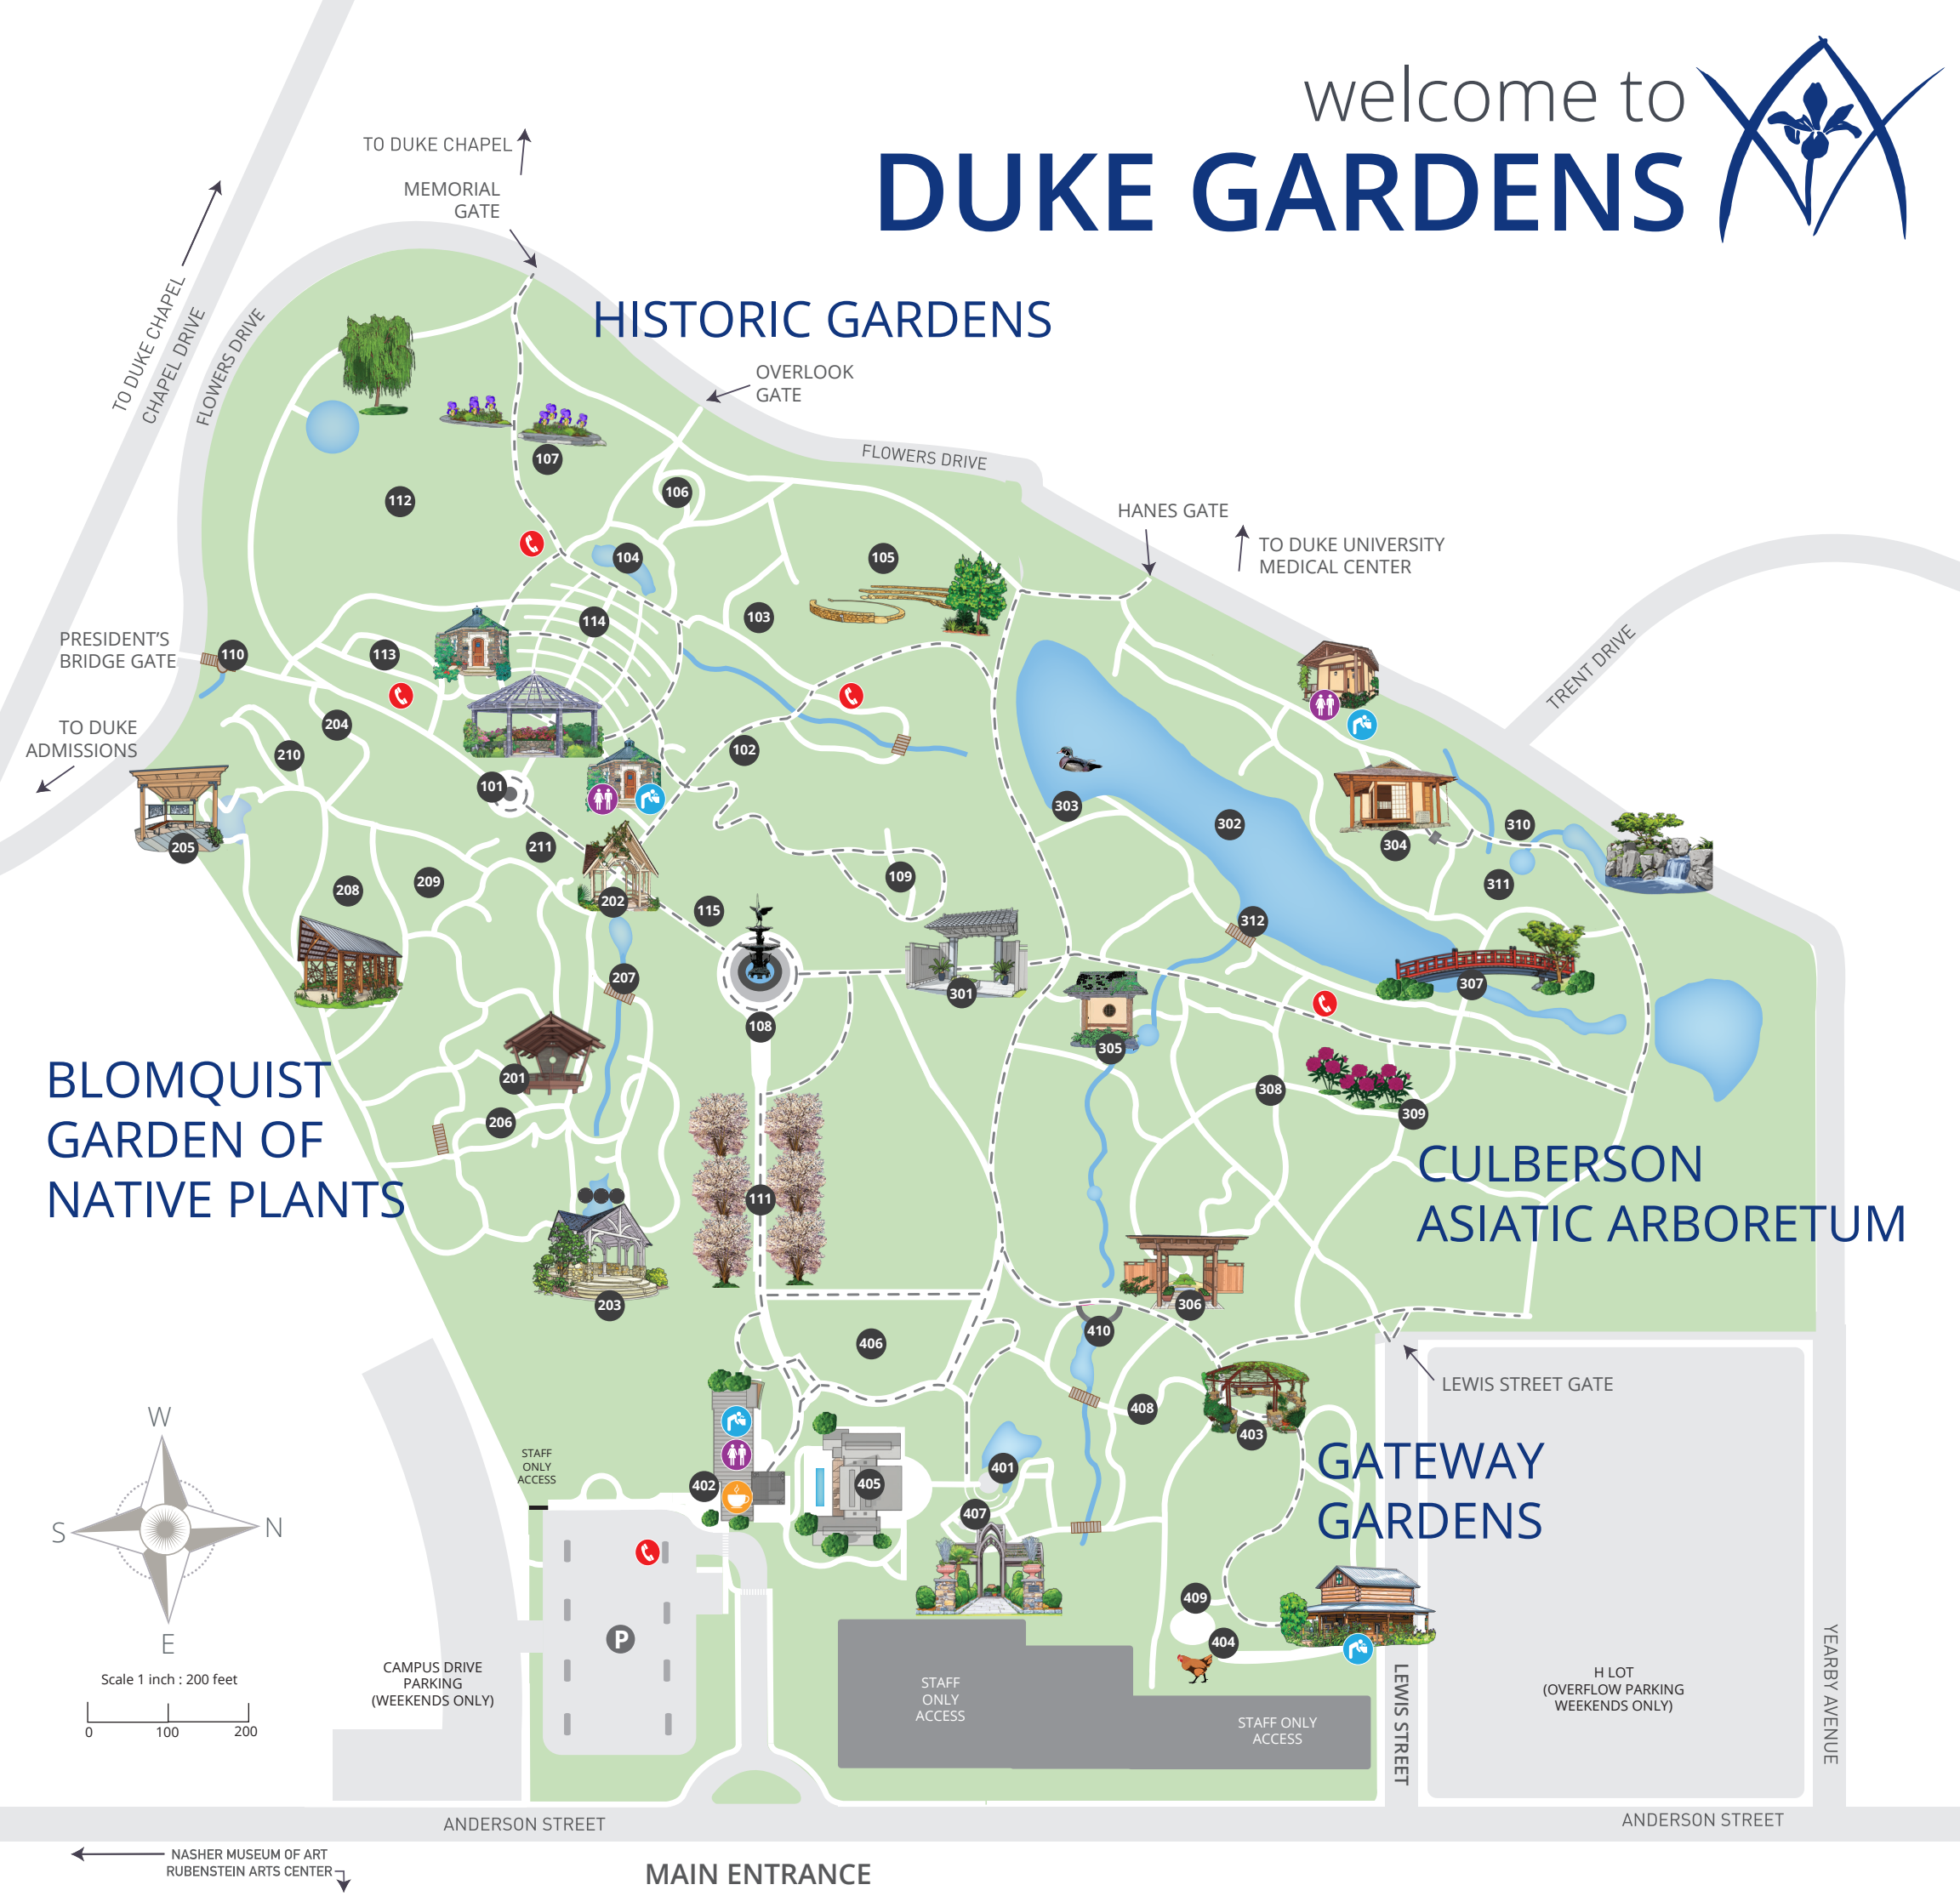 welcome to
DUKE GARDENS
TO DUKE CHAPEL
MEMORIAL
GATE
TO DUKE CHAPEL
CHAPEL DRIVE
FLOWERS DRIVE
HISTORIC GARDENS
OVERLOOK
GATE
FLOWERS DRIVE
107
106
112
HANES GATE
TO DUKE UNIVERSITY
MEDICAL CENTER
104
105
114
103
PRESIDENT'S
BRIDGE GATE
110
113
TRENT DRIVE
TO DUKE
ADMISSIONS
204
210
102
101
303
302
310
304
205
211
208
209
109
311
202
115
312
207
301
307
108
305
BLOMQUIST
GARDEN OF
NATIVE PLANTS
201
206
308
309
CULBERSON
ASIATIC ARBORETUM
111
203
306
406
410
LEWIS STREET GATE
408
403
W
S
N
E
STAFF
ONLY
ACCESS
402
405
401
407
GATEWAY
GARDENS
409
404
P
Scale 1 inch : 200 feet
0
100
200
CAMPUS DRIVE
PARKING
(WEEKENDS ONLY)
STAFF
ONLY
ACCESS
STAFF ONLY
ACCESS
LEWIS STREET
H LOT
(OVERFLOW PARKING
WEEKENDS ONLY)
YEARBY AVENUE
ANDERSON STREET
ANDERSON STREET
NASHER MUSEUM OF ART
RUBENSTEIN ARTS CENTER
MAIN ENTRANCE